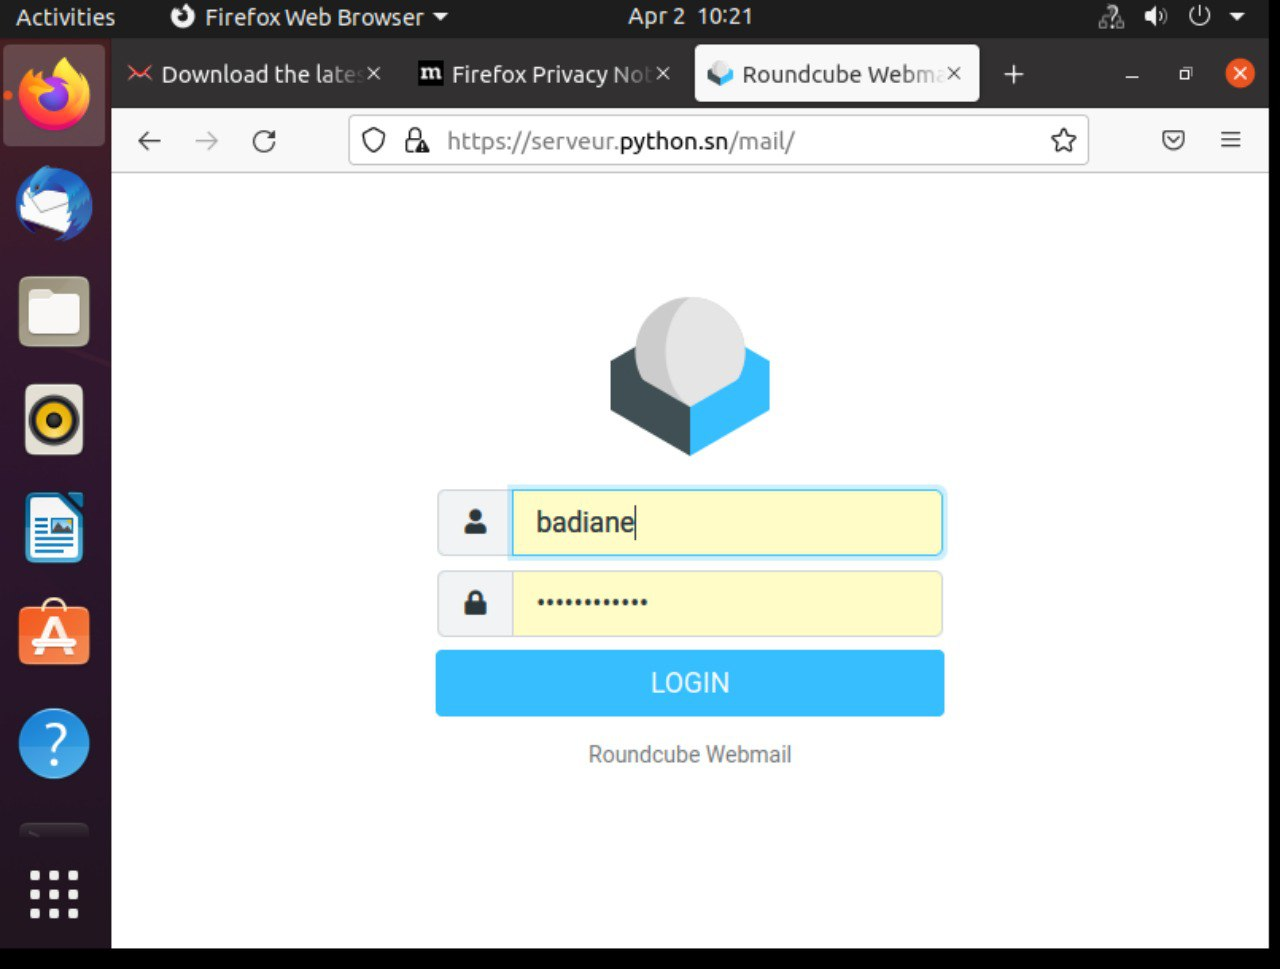 Activities
Firefox Web Browser
Apr 2 10:21
Download the late
m
Firefox Privacy Not
Roundcube Webma
https://serveur.python.sn/mail/
badiane
••••••••••••
LOGIN
Roundcube Webmail